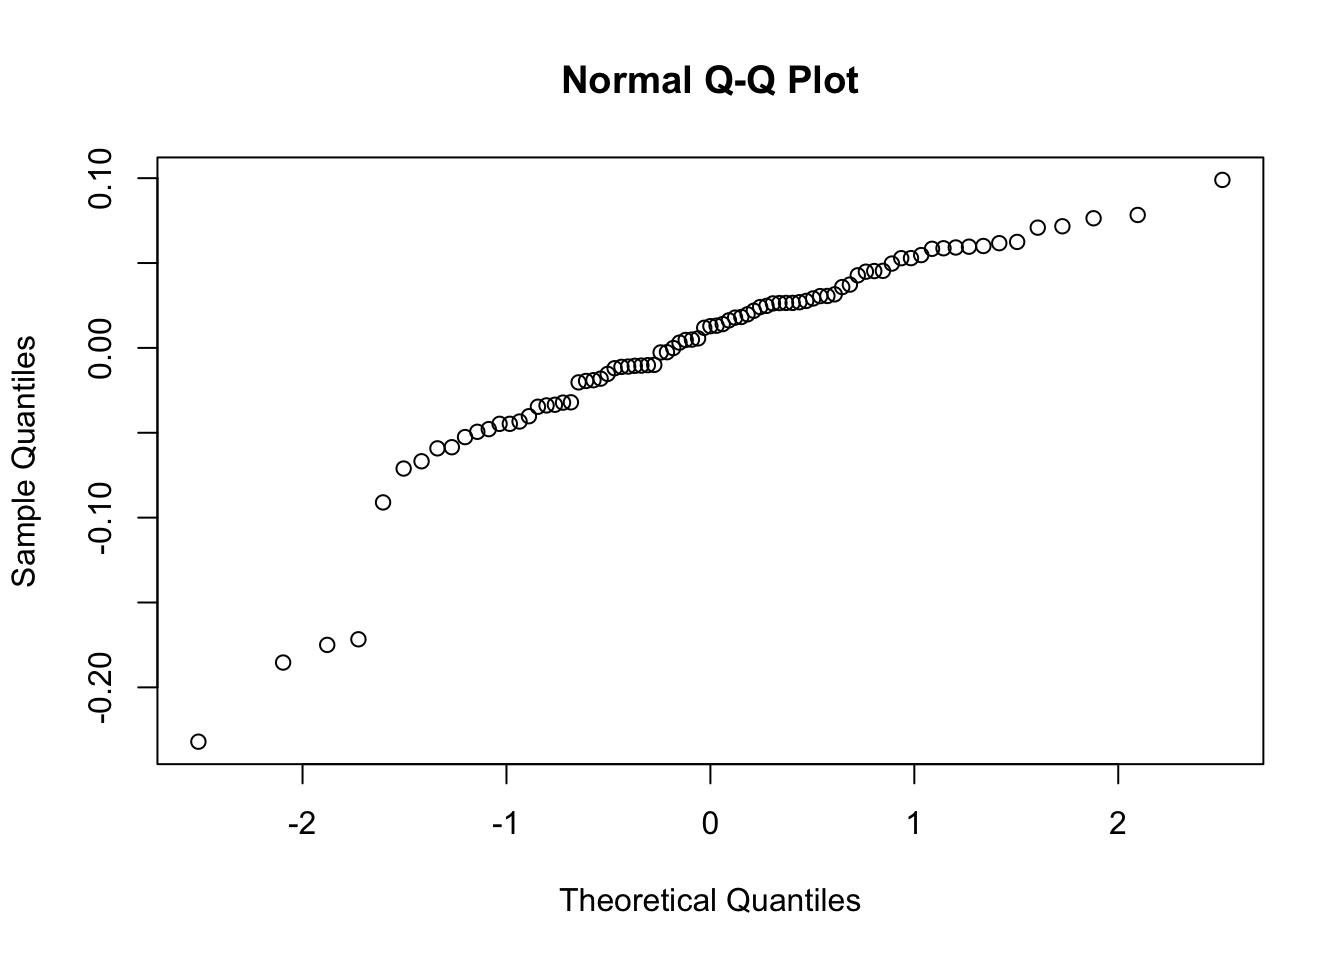 Normal Q-Q Plot
0.10
0.00
-0.10
-0.20
Sample Quantiles
-2 -1 0 1 2
Theoretical Quantiles